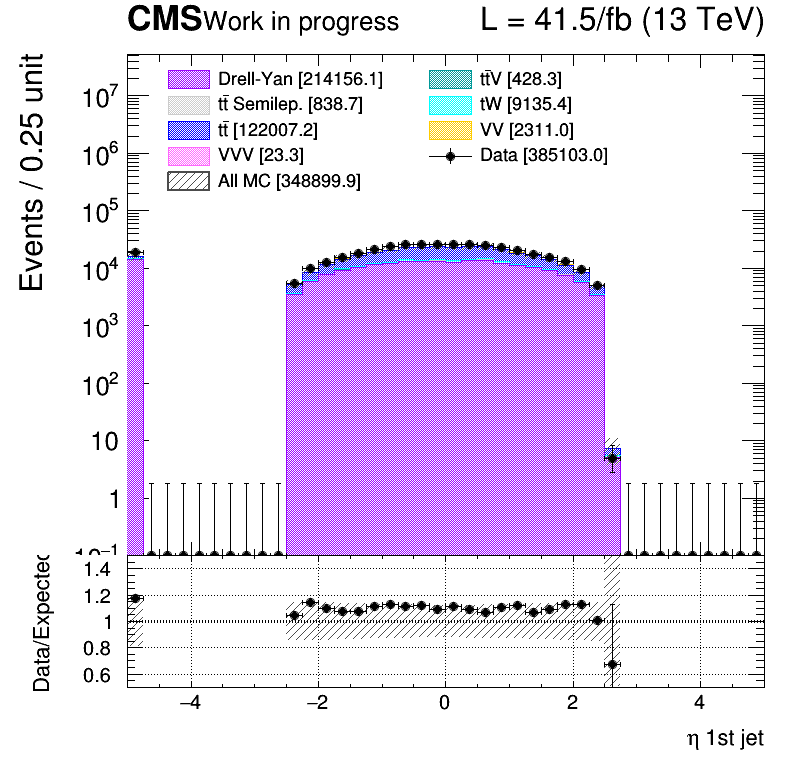 CMS Work in progress L = 41.5/fb (13 TeV)
Events / 0.25 unit
Drell-Yan [214156.1]
tt̄ Semilep. [838.7]
tt̄ [122007.2]
VVV [23.3]
All MC [348899.9]
tt̄V [428.3]
tW [9135.4]
VV [2311.0]
Data [385103.0]
10⁷
10⁶
10⁵
10⁴
10³
10²
10
1
10⁻¹
Data/Expected
1.4
1.2
1
0.8
0.6
−4 −2 0 2 4
η 1st jet